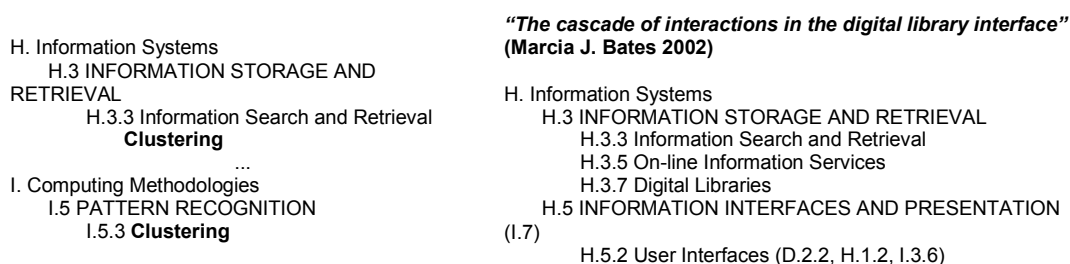 H. Information Systems
H.3 INFORMATION STORAGE AND
RETRIEVAL
H.3.3 Information Search and Retrieval
Clustering
...
I. Computing Methodologies
I.5 PATTERN RECOGNITION
I.5.3 Clustering
“The cascade of interactions in the digital library interface”
(Marcia J. Bates 2002)
H. Information Systems
H.3 INFORMATION STORAGE AND RETRIEVAL
H.3.3 Information Search and Retrieval
H.3.5 On-line Information Services
H.3.7 Digital Libraries
H.5 INFORMATION INTERFACES AND PRESENTATION
(I.7)
H.5.2 User Interfaces (D.2.2, H.1.2, I.3.6)